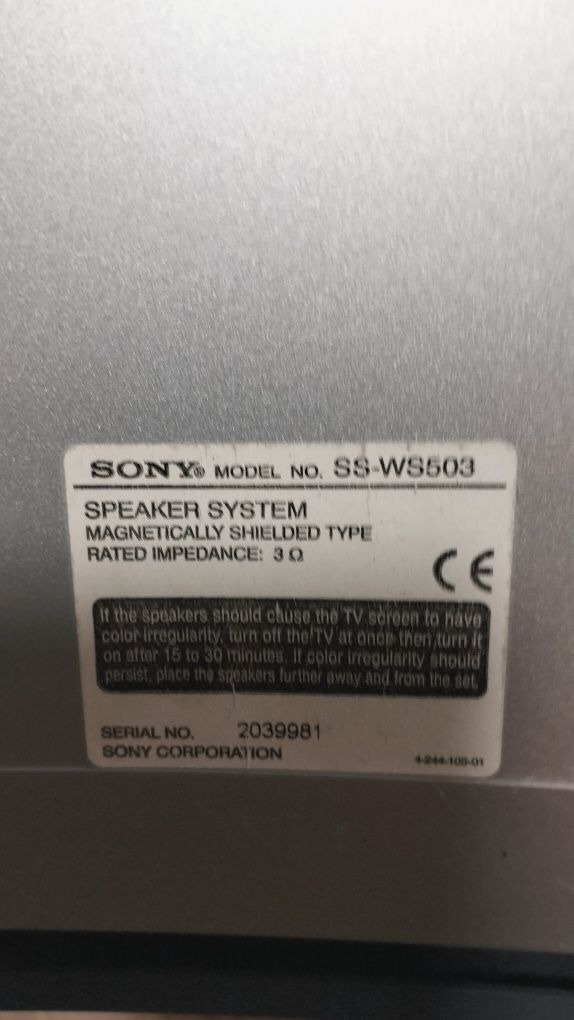 SONY® MODEL NO. SS-WS503
SPEAKER SYSTEM
MAGNETICALLY SHIELDED TYPE
RATED IMPEDANCE: 3 Ω
CE
If the speakers should cause the TV screen to have
color irregularity, turn off the TV at once then turn it
on after 15 to 30 minutes. If color irregularity should
persist, place the speakers further away and from the set.
SERIAL NO. 2039981
SONY CORPORATION
4-244-105-01